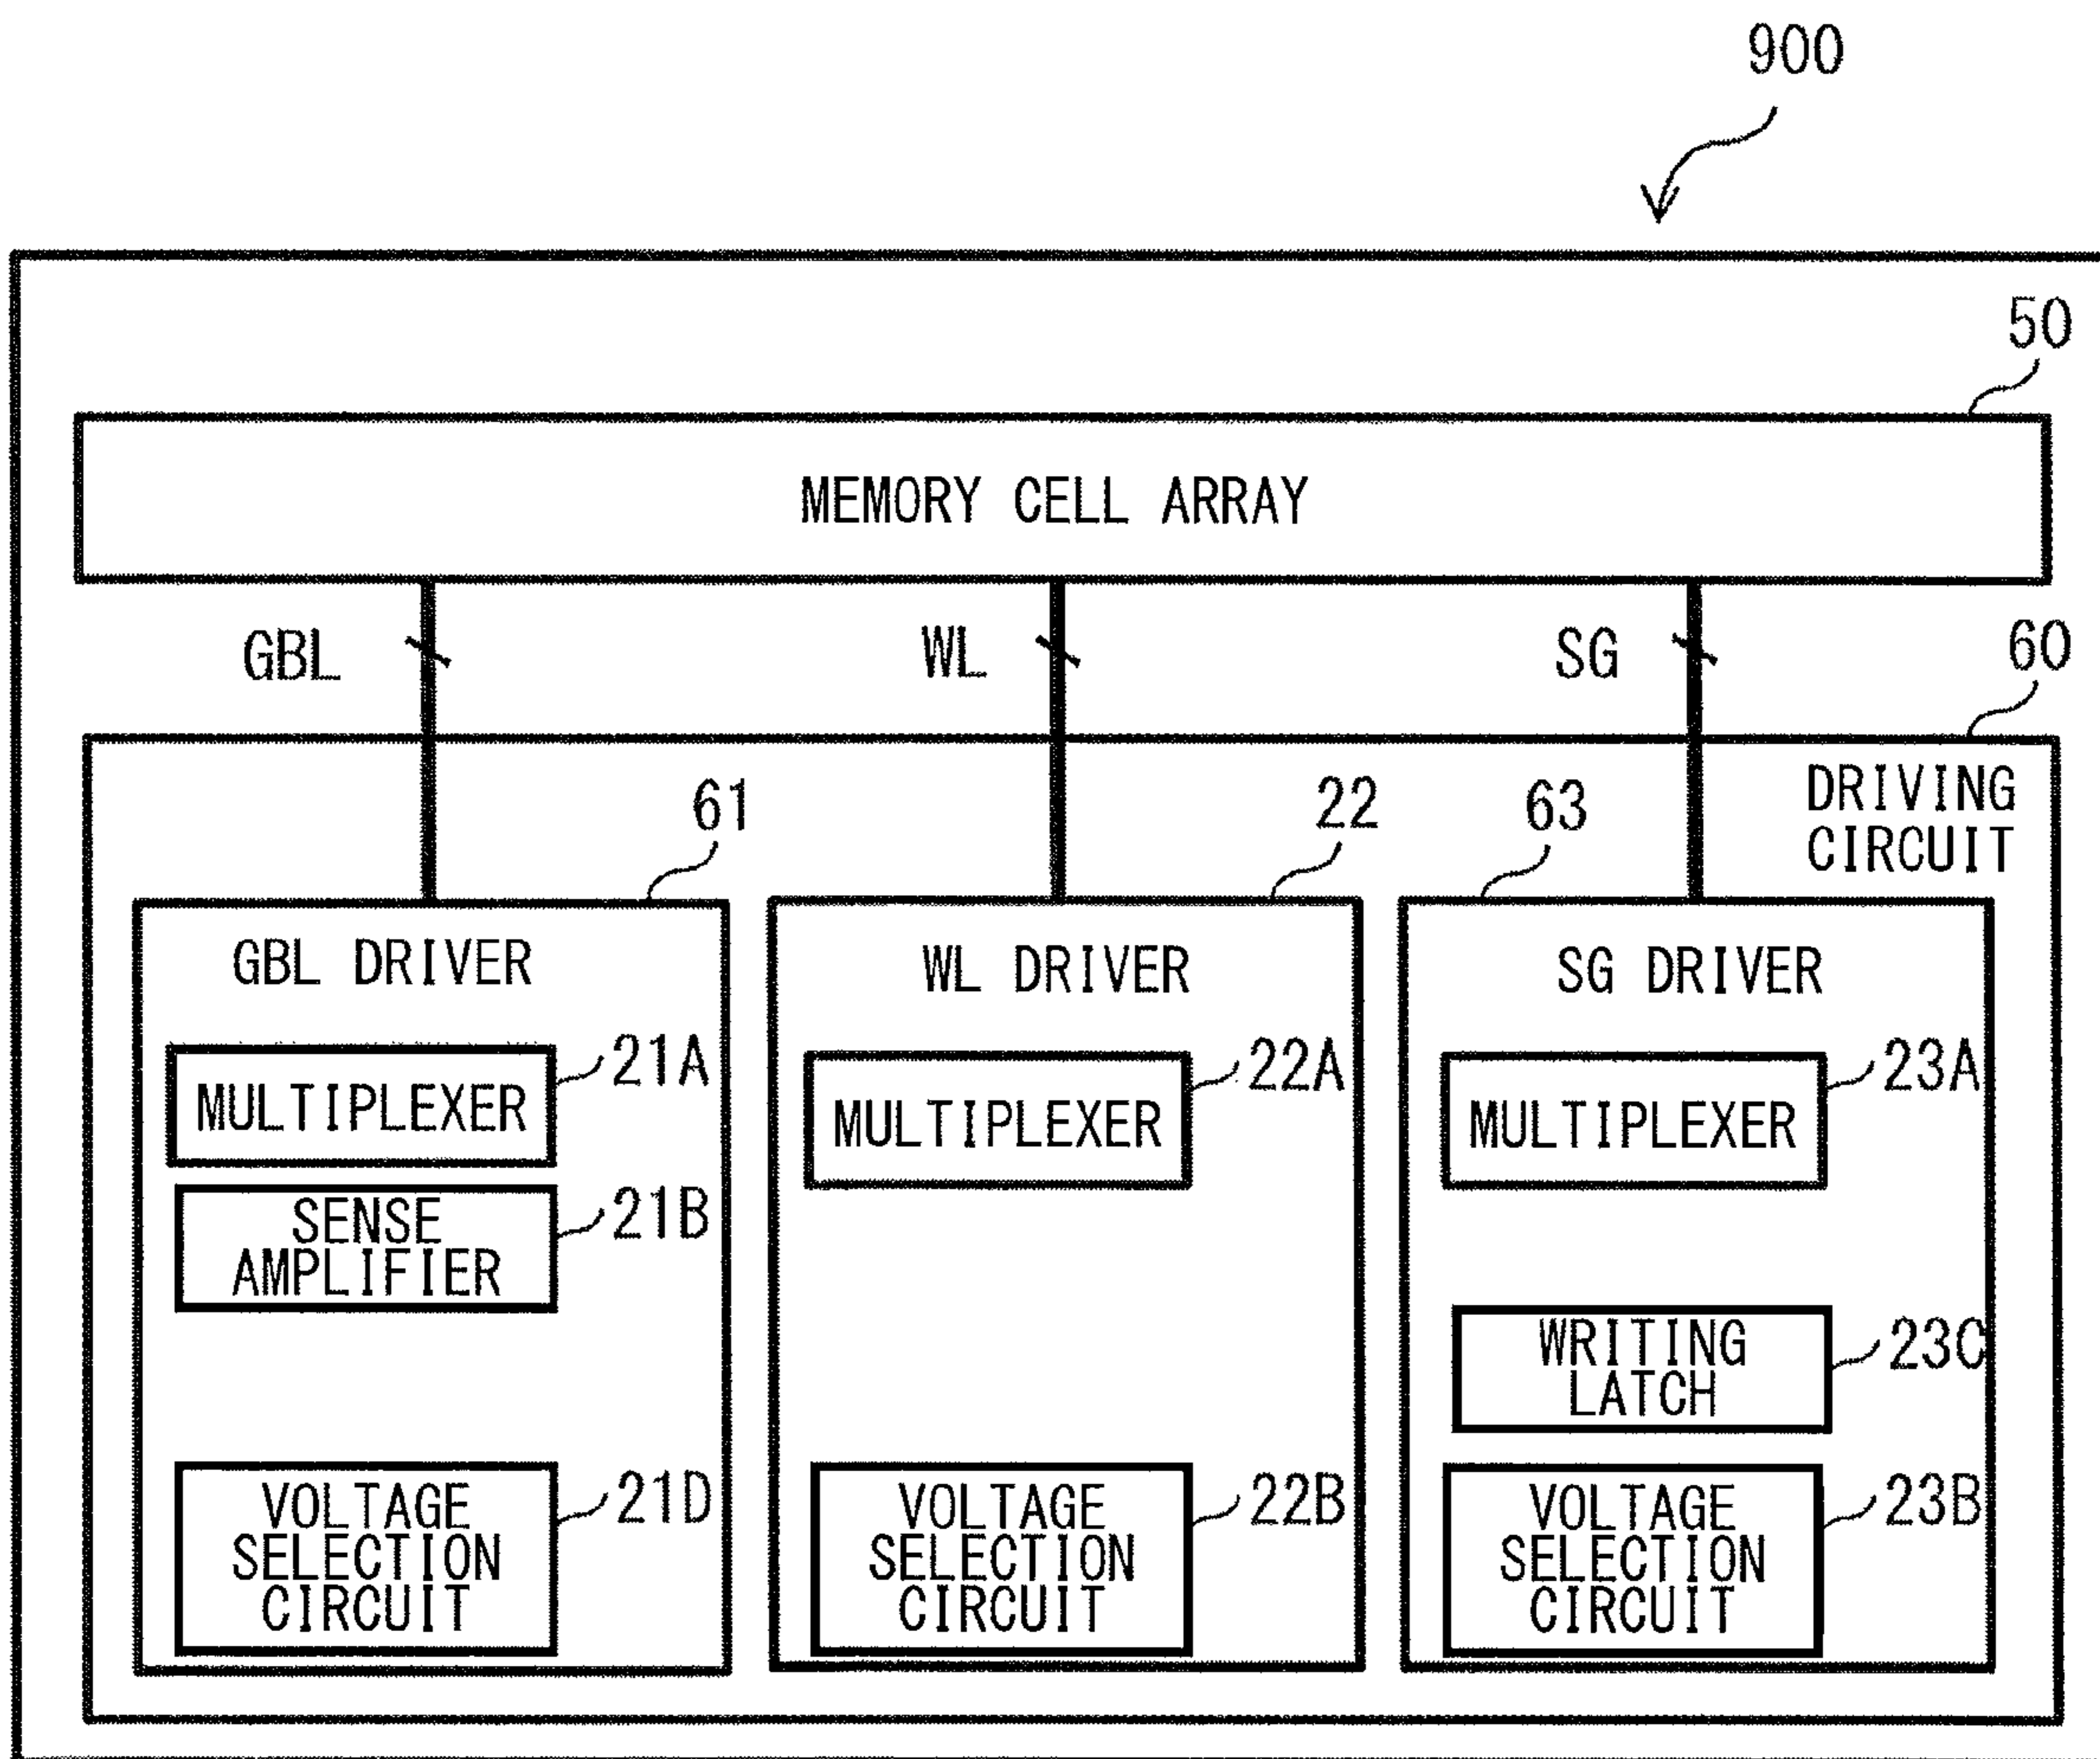 900
50
MEMORY CELL ARRAY
GBL
WL
SG
60
DRIVING
CIRCUIT
61
22
63
GBL DRIVER
WL DRIVER
SG DRIVER
MULTIPLEXER
21A
MULTIPLEXER
22A
MULTIPLEXER
23A
SENSE
AMPLIFIER
21B
WRITING
LATCH
23C
VOLTAGE
SELECTION
CIRCUIT
21D
VOLTAGE
SELECTION
CIRCUIT
22B
VOLTAGE
SELECTION
CIRCUIT
23B